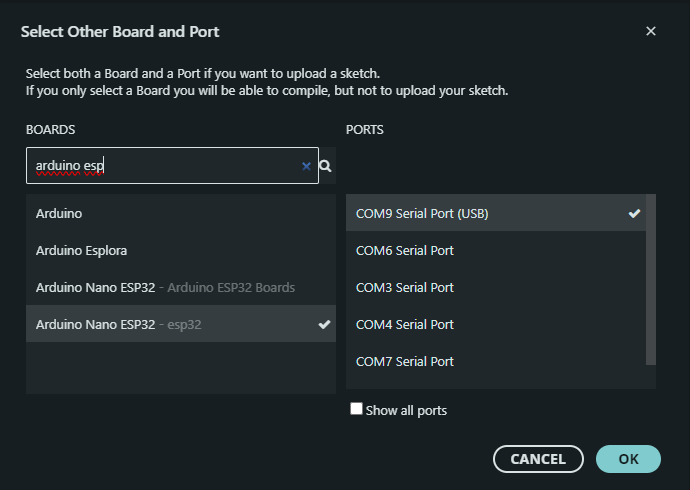 Select Other Board and Port
Select both a Board and a Port if you want to upload a sketch.
If you only select a Board you will be able to compile, but not to upload your sketch.
BOARDS
arduino esp
Arduino
Arduino Esplora
Arduino Nano ESP32 - Arduino ESP32 Boards
Arduino Nano ESP32 - esp32
PORTS
COM9 Serial Port (USB)
COM6 Serial Port
COM3 Serial Port
COM4 Serial Port
COM7 Serial Port
Show all ports
CANCEL
OK